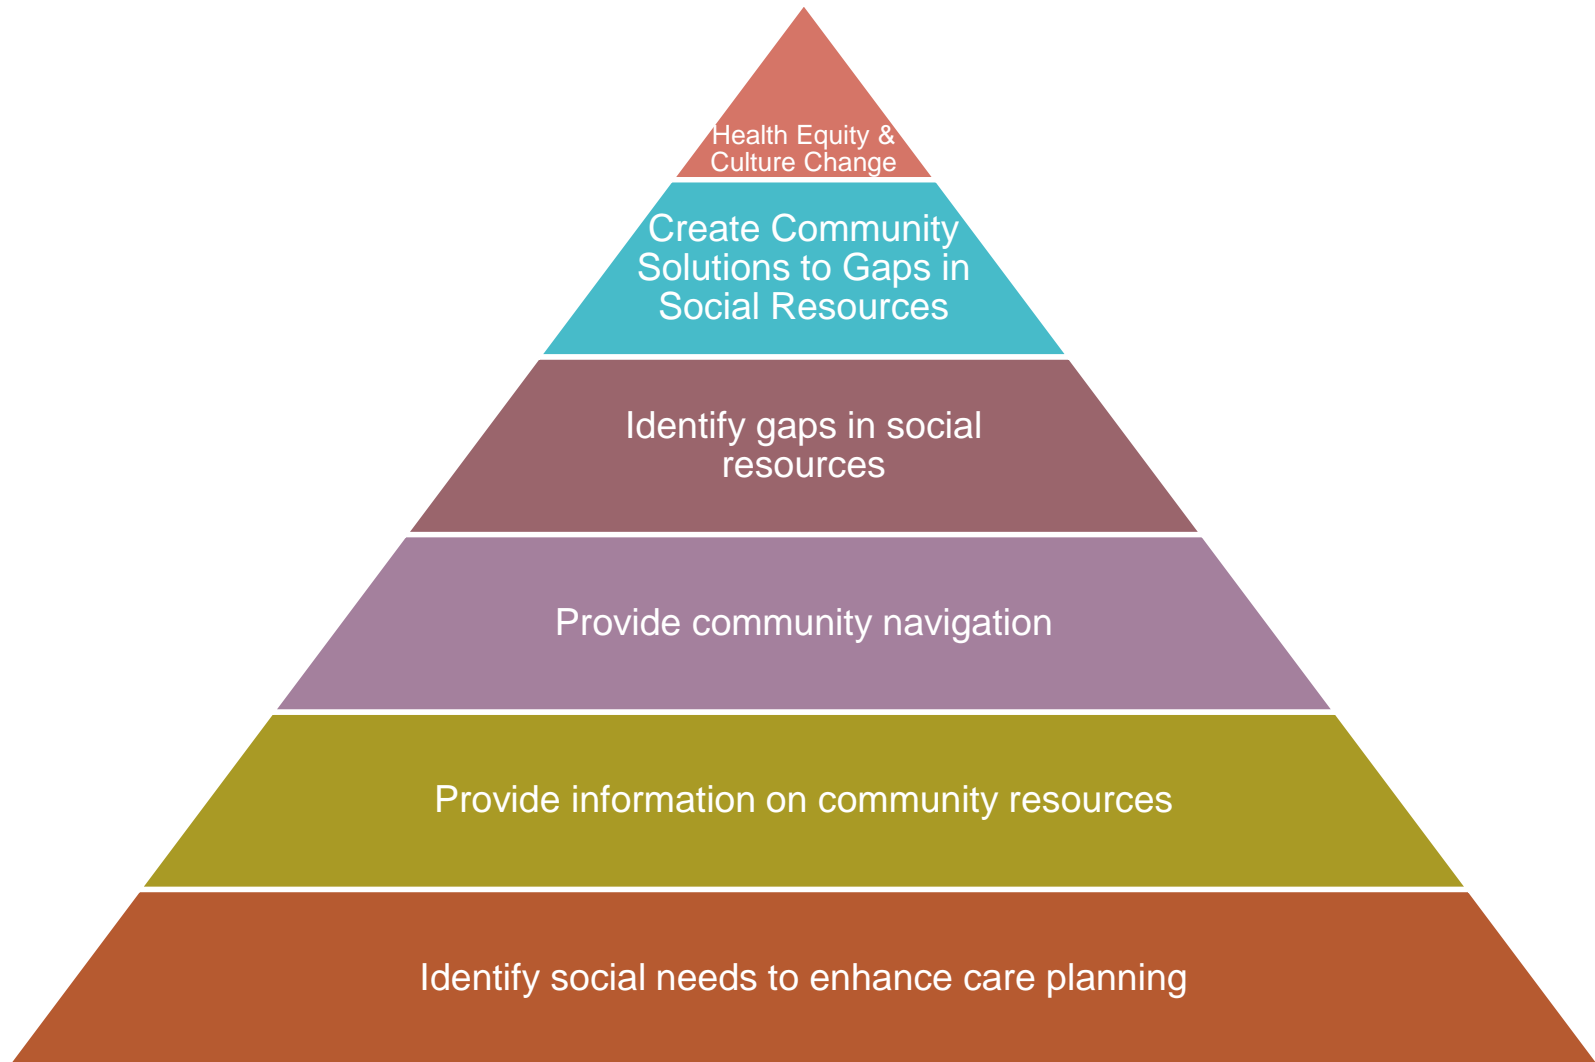 Health Equity &
Culture Change
Create Community
Solutions to Gaps in
Social Resources
Identify gaps in social
resources
Provide community navigation
Provide information on community resources
Identify social needs to enhance care planning